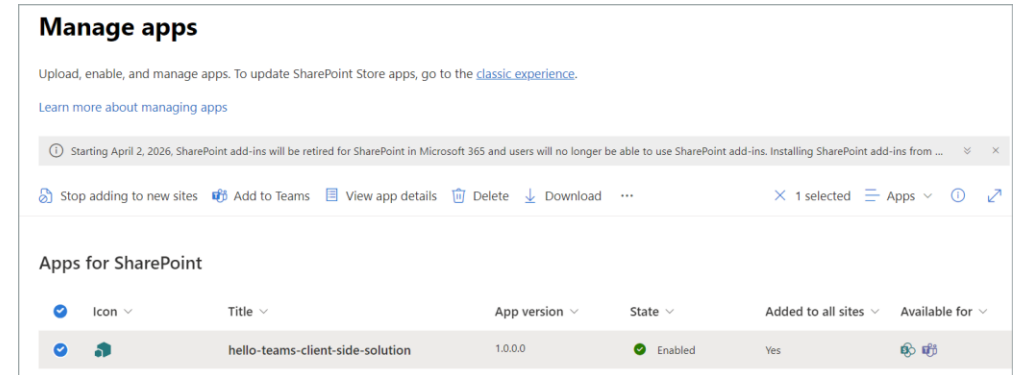 Manage apps
Upload, enable, and manage apps. To update SharePoint Store apps, go to the classic experience.
Learn more about managing apps
Starting April 2, 2026, SharePoint add-ins will be retired for SharePoint in Microsoft 365 and users will no longer be able to use SharePoint add-ins. Installing SharePoint add-ins from ...
Stop adding to new sites Add to Teams View app details Delete Download ... 1 selected Apps
Apps for SharePoint
Icon Title App version State Added to all sites Available for
hello-teams-client-side-solution 1.0.0.0 Enabled Yes